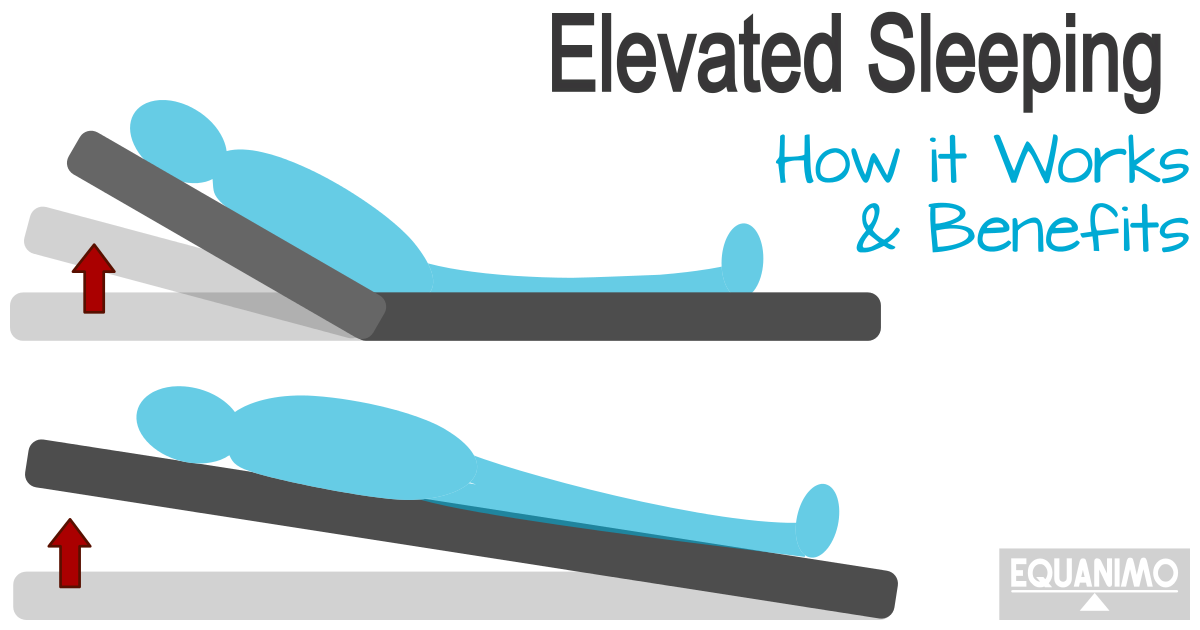 Elevated Sleeping
How it Works
& Benefits
EQUANIMO